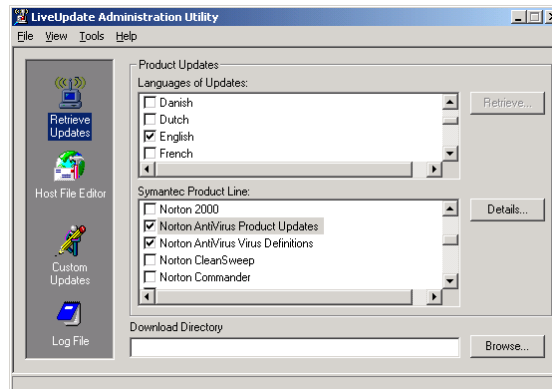 LiveUpdate Administration Utility
File View Tools Help
Retrieve Updates
Host File Editor
Custom Updates
Log File
Product Updates
Languages of Updates:
Danish
Dutch
English
French
Retrieve...
Symantec Product Line:
Norton 2000
Norton AntiVirus Product Updates
Norton AntiVirus Virus Definitions
Norton CleanSweep
Norton Commander
Details...
Download Directory
Browse...